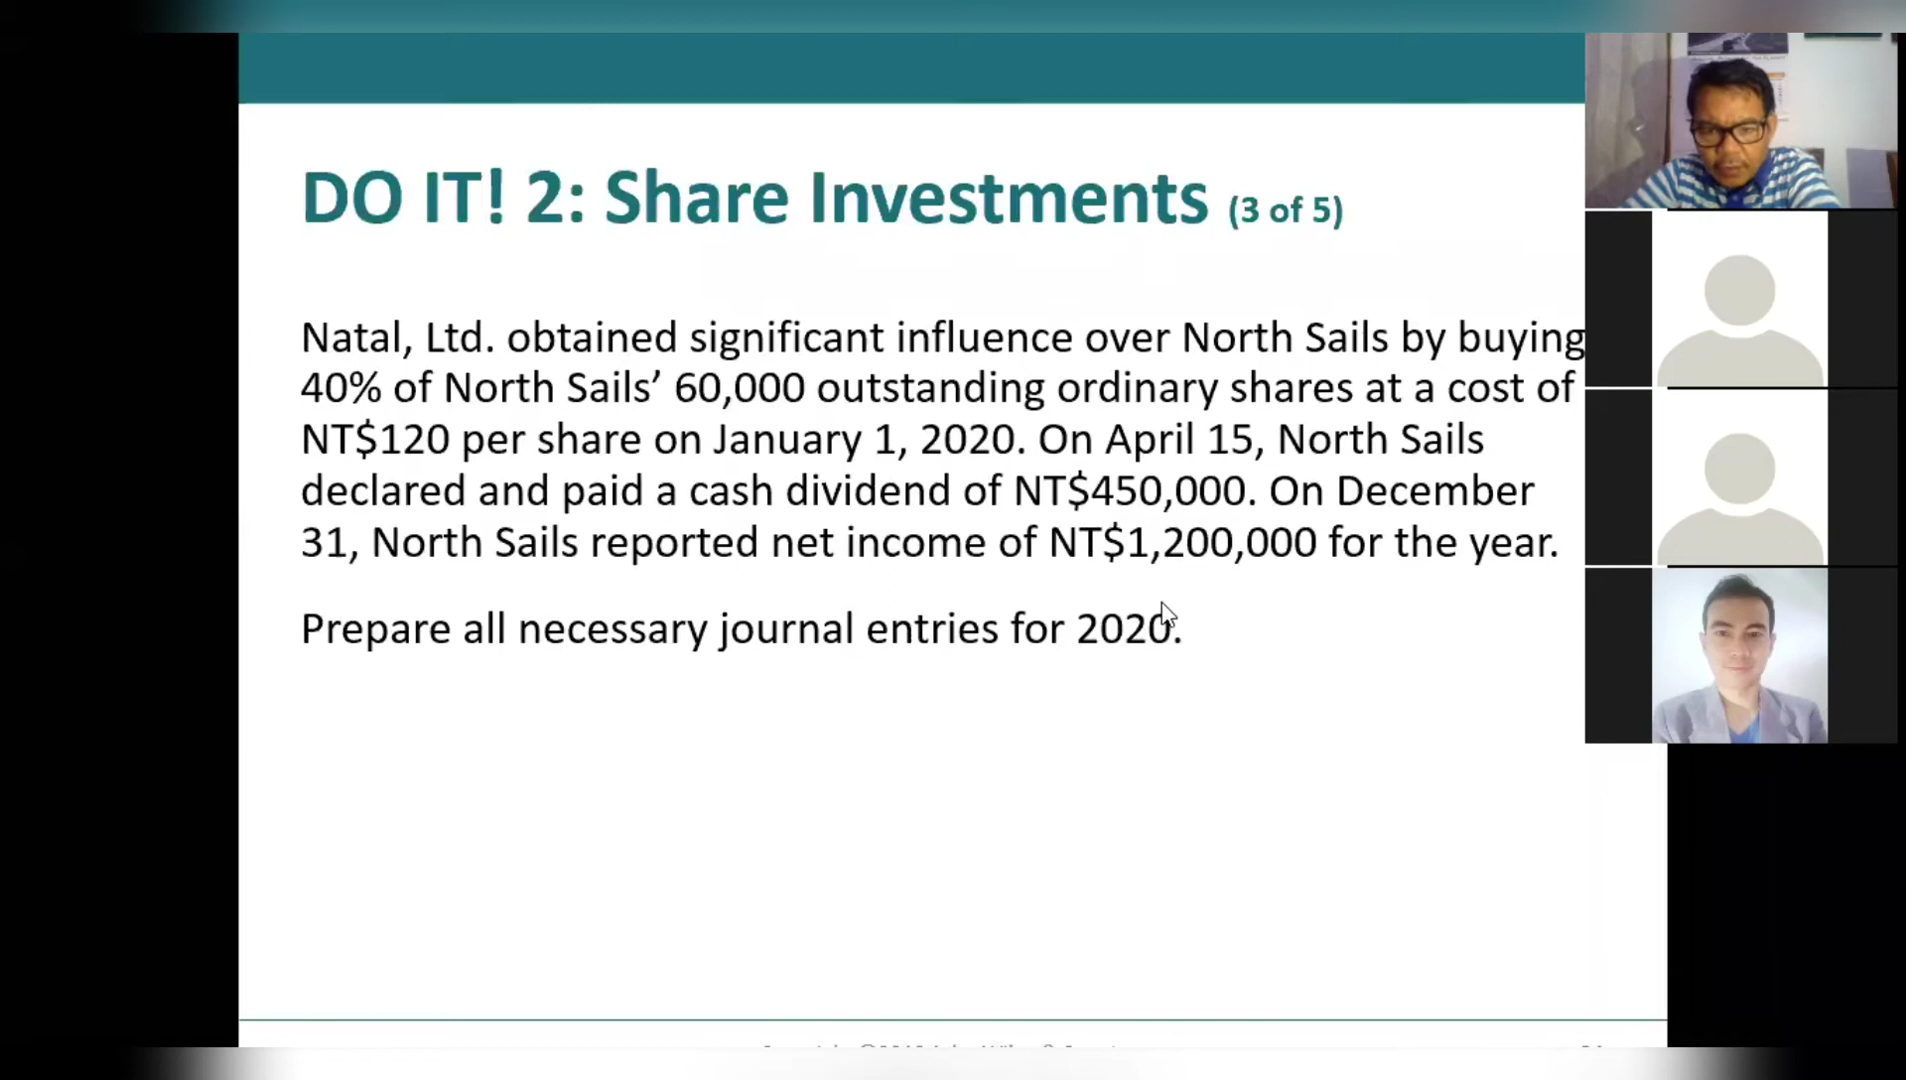 DO IT! 2: Share Investments (3 of 5)
Natal, Ltd. obtained significant influence over North Sails by buying
40% of North Sails’ 60,000 outstanding ordinary shares at a cost of
NT$120 per share on January 1, 2020. On April 15, North Sails
declared and paid a cash dividend of NT$450,000. On December
31, North Sails reported net income of NT$1,200,000 for the year.
Prepare all necessary journal entries for 2020.